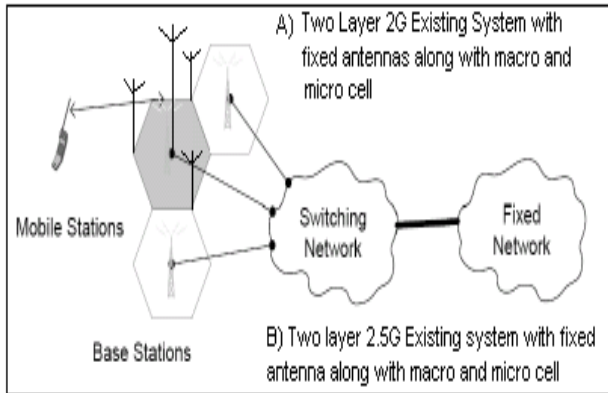 A) Two Layer 2G Existing System with
fixed antennas along with macro and
micro cell
Mobile Stations
Switching
Network
Fixed
Network
Base Stations
B) Two layer 2.5G Existing system with fixed
antenna along with macro and micro cell